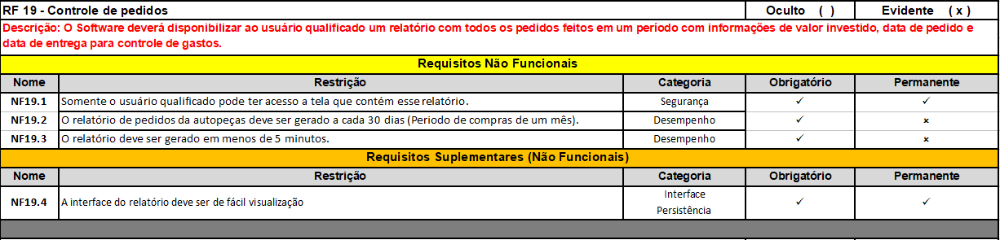 RF 19 - Controle de pedidos Oculto ( ) Evidente ( x )
Descrição: O Software deverá disponibilizar ao usuário qualificado um relatório com todos os pedidos feitos em um período com informações de valor investido, data de pedido e
data de entrega para controle de gastos.
Requisitos Não Funcionais
Nome Restrição Categoria Obrigatório Permanente
NF19.1 Somente o usuário qualificado pode ter acesso a tela que contém esse relatório. Segurança ✓ ✓
NF19.2 O relatório de pedidos da autopeças deve ser gerado a cada 30 dias (Periodo de compras de um mês). Desempenho ✓ ×
NF19.3 O relatório deve ser gerado em menos de 5 minutos. Desempenho ✓ ×
Requisitos Suplementares (Não Funcionais)
Nome Restrição Categoria Obrigatório Permanente
NF19.4 A interface do relatório deve ser de fácil visualização Interface ✓ ✓
Persistência